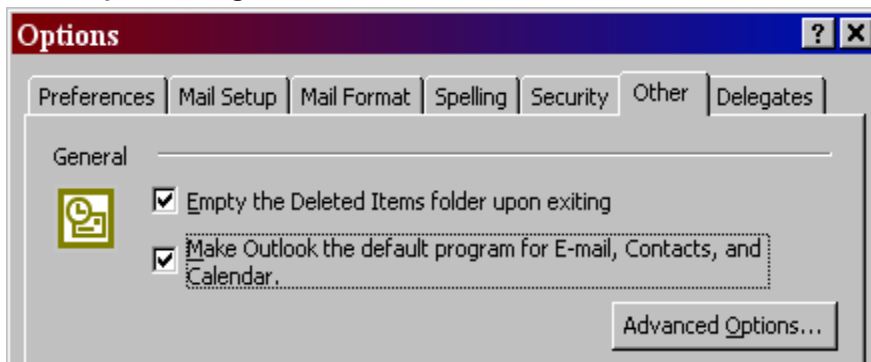 Options
Preferences Mail Setup Mail Format Spelling Security Other Delegates
General
Empty the Deleted Items folder upon exiting
Make Outlook the default program for E-mail, Contacts, and
Calendar.
Advanced Options...